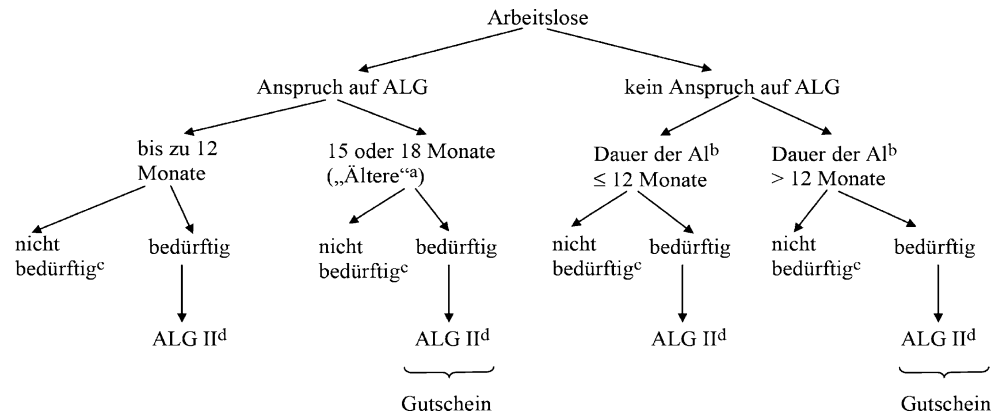 Arbeitslose
Anspruch auf ALG
kein Anspruch auf ALG
bis zu 12
Monate
15 oder 18 Monate
(„Ältere“ᵃ)
Dauer der Alᵇ
≤ 12 Monate
Dauer der Alᵇ
> 12 Monate
nicht
bedürftigᶜ
bedürftig
nicht
bedürftigᶜ
bedürftig
nicht
bedürftigᶜ
bedürftig
nicht
bedürftigᶜ
bedürftig
ALG IIᵈ
ALG IIᵈ
ALG IIᵈ
ALG IIᵈ
Gutschein
Gutschein